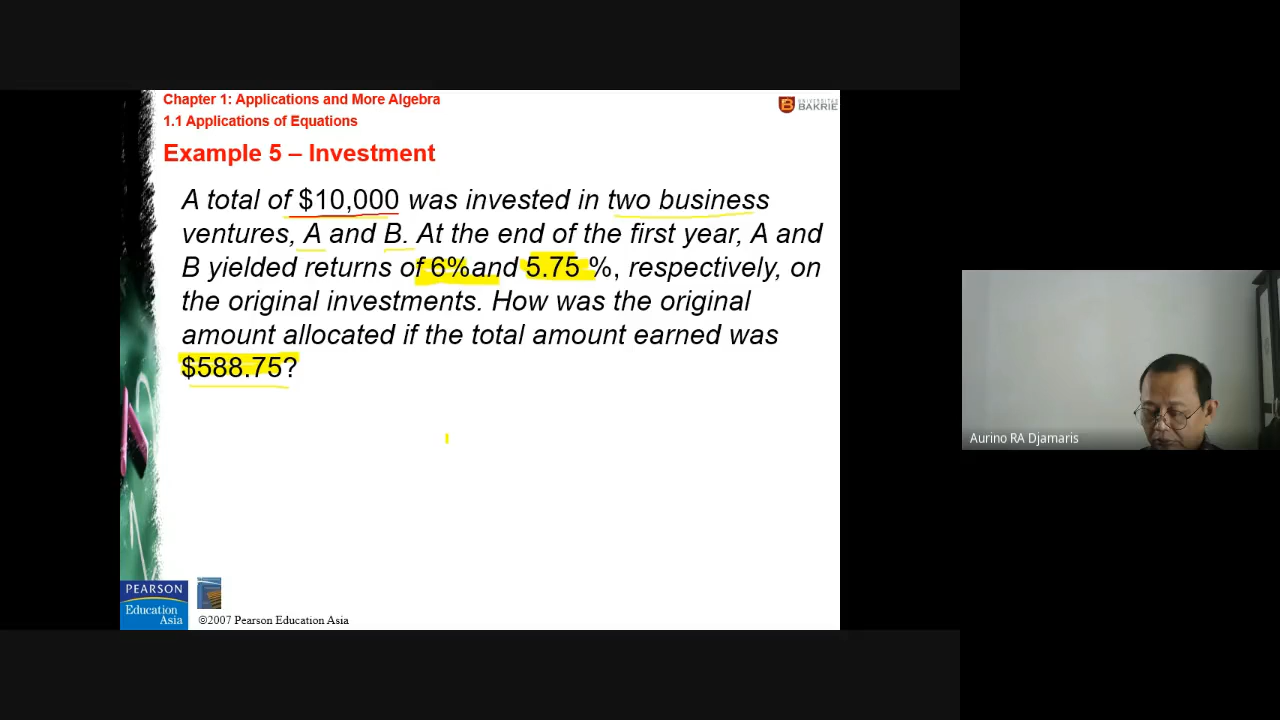 Chapter 1: Applications and More Algebra
1.1 Applications of Equations
UNIVERSITAS
BAKRIE
Example 5 – Investment
A total of $10,000 was invested in two business
ventures, A and B. At the end of the first year, A and
B yielded returns of 6%and 5.75 %, respectively, on
the original investments. How was the original
amount allocated if the total amount earned was
$588.75?
Aurino RA Djamaris
PEARSON
Education
Asia
©2007 Pearson Education Asia